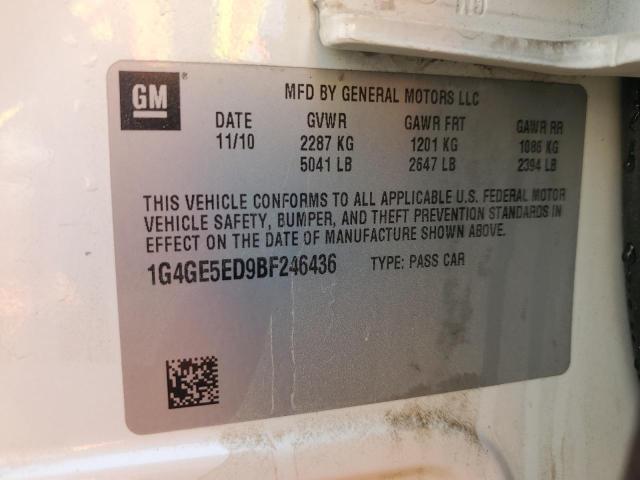 GM®
MFD BY GENERAL MOTORS LLC
DATE GVWR GAWR FRT GAWR RR
11/10 2287 KG 1201 KG 1086 KG
5041 LB 2647 LB 2394 LB
THIS VEHICLE CONFORMS TO ALL APPLICABLE U.S. FEDERAL MOTOR
VEHICLE SAFETY, BUMPER, AND THEFT PREVENTION STANDARDS IN
EFFECT ON THE DATE OF MANUFACTURE SHOWN ABOVE.
1G4GE5ED9BF246436 TYPE: PASS CAR